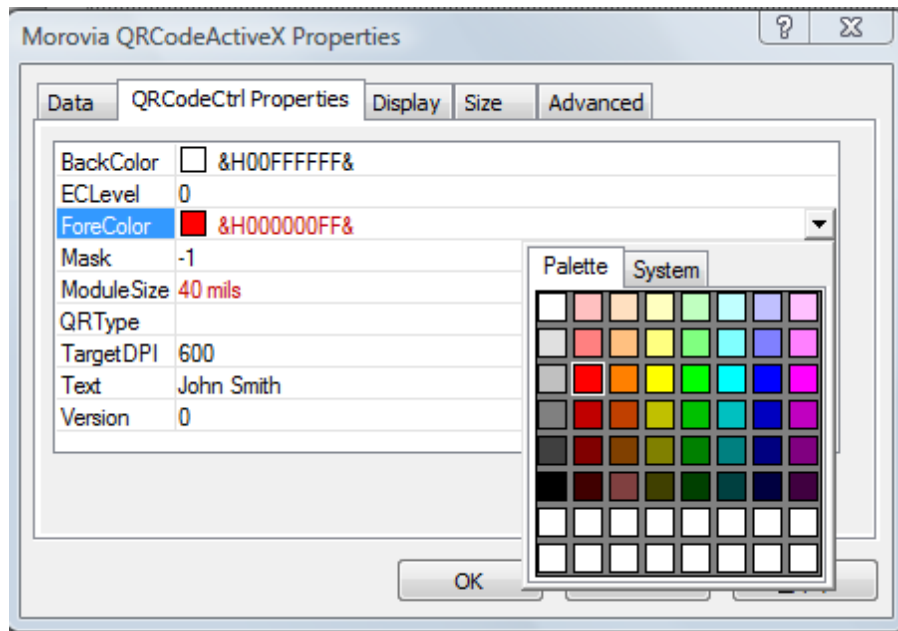 Morovia QRCodeActiveX Properties
Data QRCodeCtrl Properties Display Size Advanced
BackColor &H00FFFFFF&
ECLevel 0
ForeColor &H000000FF&
Mask -1
Palette System
ModuleSize 40 mils
QRType
TargetDPI 600
Text John Smith
Version 0
OK